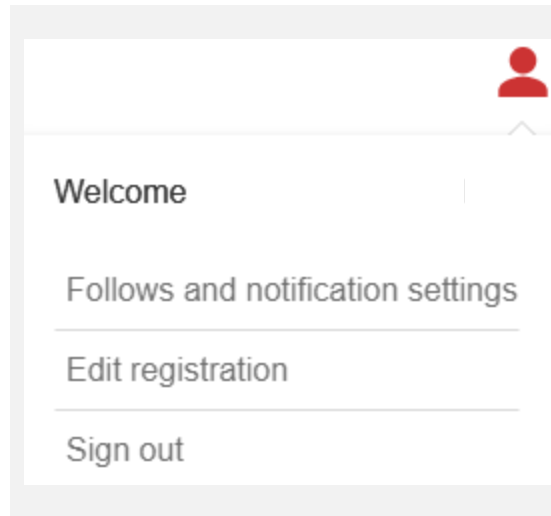 Welcome
Follows and notification settings
Edit registration
Sign out